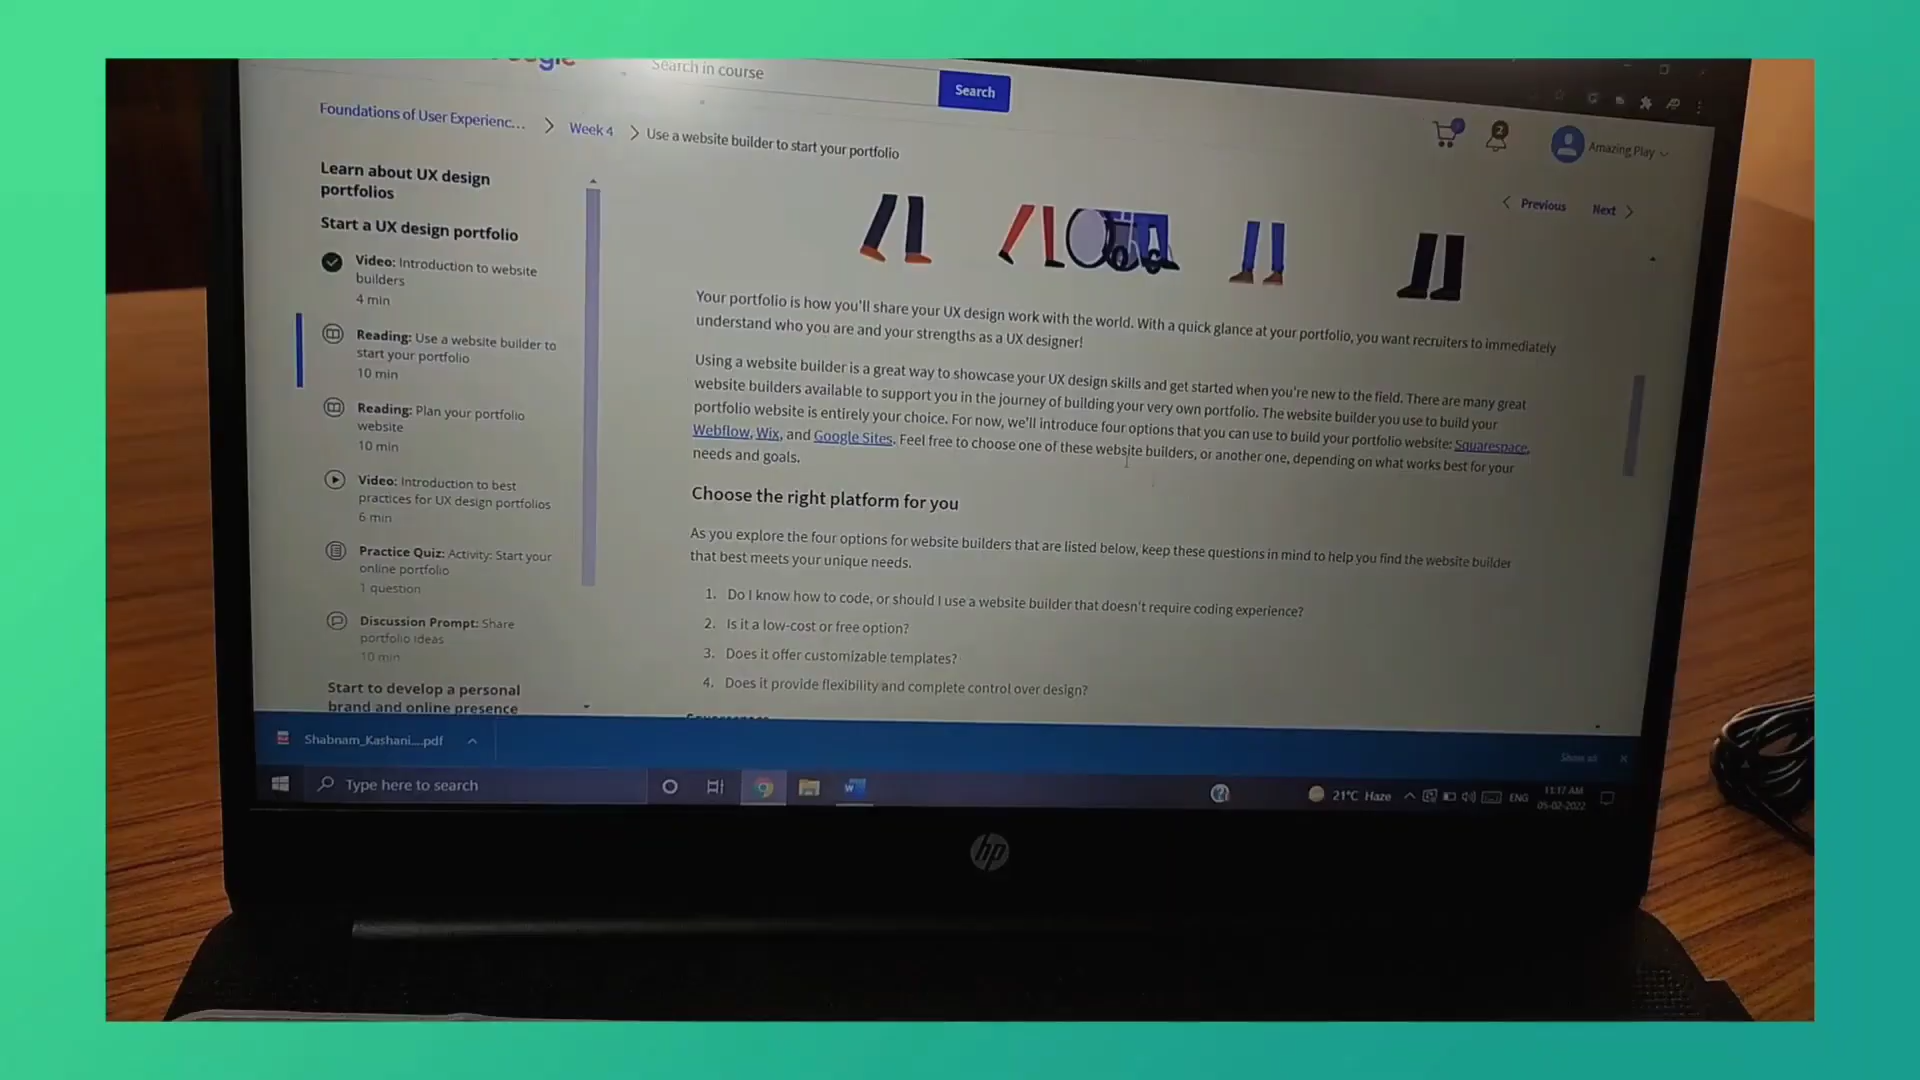 Search in course
Search
Foundations of User Experienc...
Week 4
Use a website builder to start your portfolio
2
Amazing Play
Previous
Next
Learn about UX design
portfolios
Start a UX design portfolio
Video: Introduction to website
builders
4 min
Reading: Use a website builder to
start your portfolio
10 min
Reading: Plan your portfolio
website
10 min
Video: Introduction to best
practices for UX design portfolios
6 min
Practice Quiz: Activity: Start your
online portfolio
1 question
Discussion Prompt: Share
portfolio ideas
10 min
Start to develop a personal
brand and online presence
Your portfolio is how you'll share your UX design work with the world. With a quick glance at your portfolio, you want recruiters to immediately
understand who you are and your strengths as a UX designer!
Using a website builder is a great way to showcase your UX design skills and get started when you're new to the field. There are many great
website builders available to support you in the journey of building your very own portfolio. The website builder you use to build your
portfolio website is entirely your choice. For now, we'll introduce four options that you can use to build your portfolio website: Squarespace,
Webflow, Wix, and Google Sites. Feel free to choose one of these website builders, or another one, depending on what works best for your
needs and goals.
Choose the right platform for you
As you explore the four options for website builders that are listed below, keep these questions in mind to help you find the website builder
that best meets your unique needs.
1. Do I know how to code, or should I use a website builder that doesn't require coding experience?
2. Is it a low-cost or free option?
3. Does it offer customizable templates?
4. Does it provide flexibility and complete control over design?
Shabnam_Kashani....pdf
Show all
Type here to search
21°C Haze
ENG
11:17 AM
05-02-2022
hp